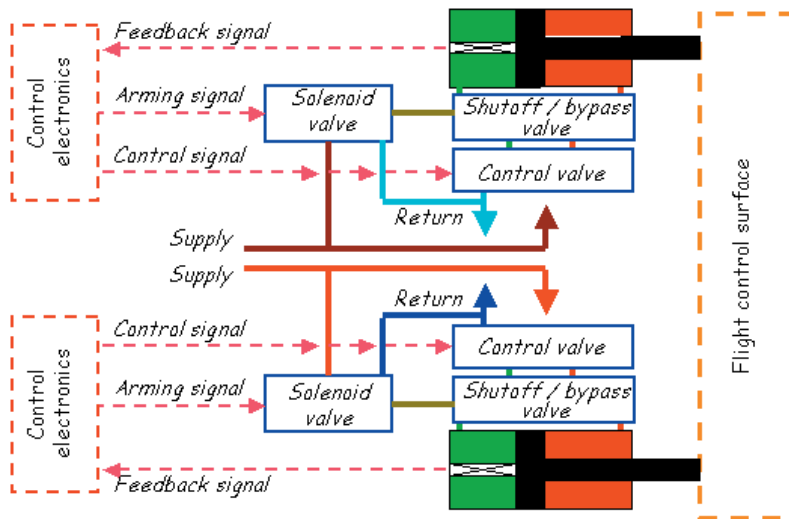 Feedback signal
Control
electronics
Arming signal
Solenoid
valve
Shutoff / bypass
valve
Control signal
Control valve
Return
Supply
Supply
Return
Flight control surface
Control signal
Control valve
Control
electronics
Arming signal
Solenoid
valve
Shutoff / bypass
valve
Feedback signal